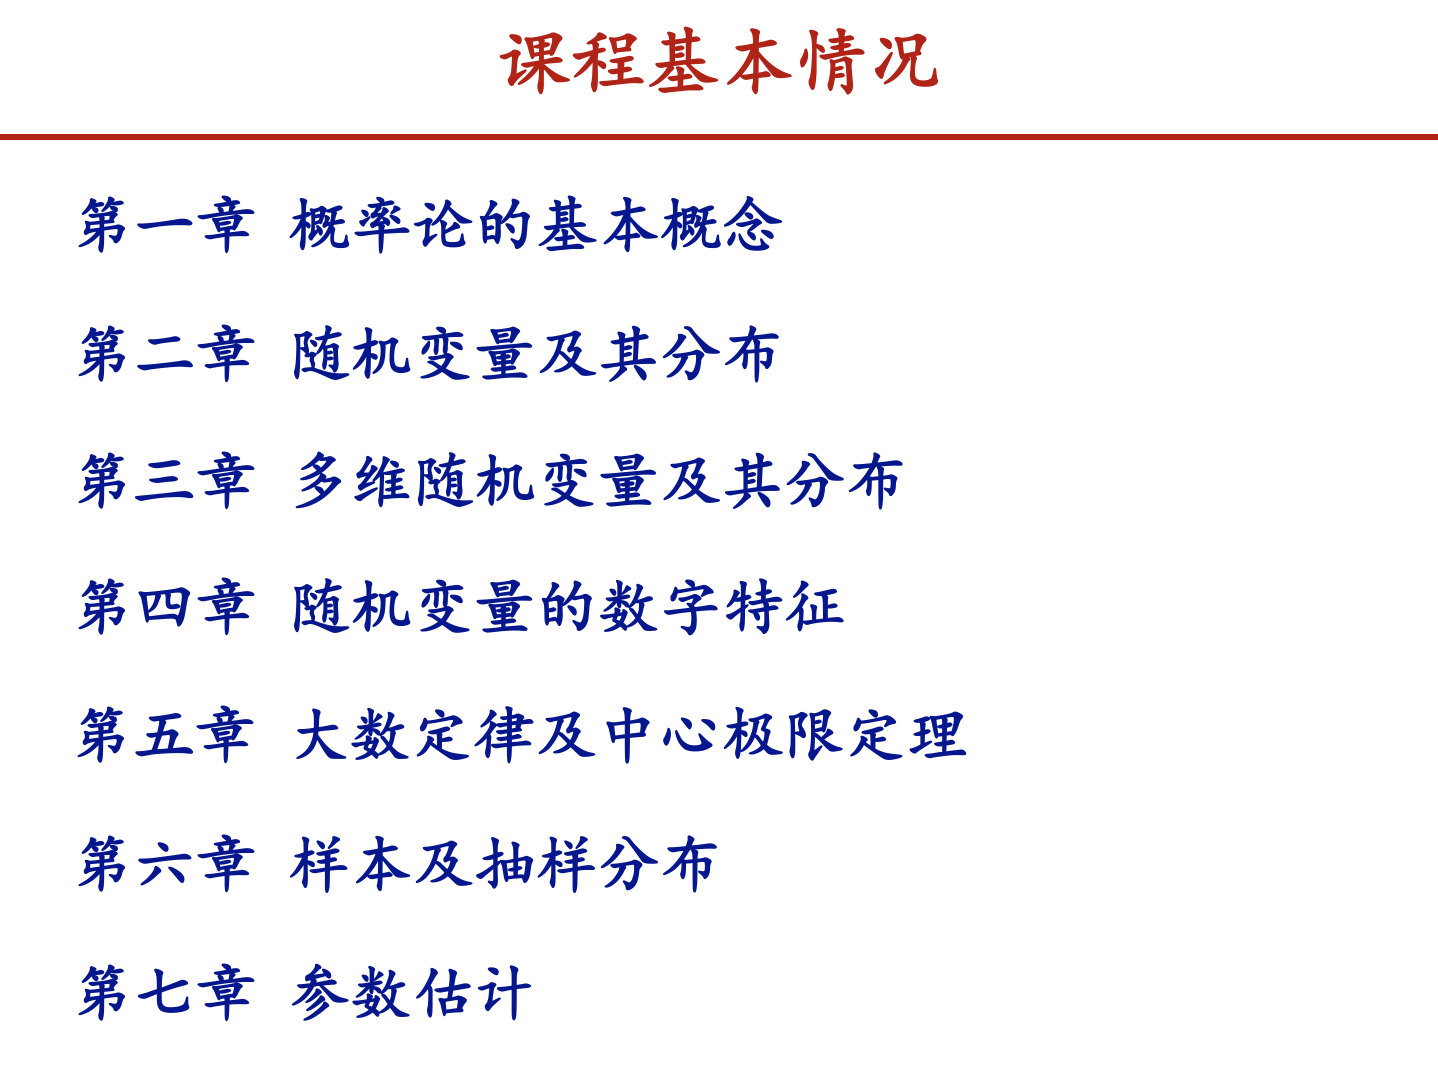 课程基本情况
第一章 概率论的基本概念
第二章 随机变量及其分布
第三章 多维随机变量及其分布
第四章 随机变量的数字特征
第五章 大数定律及中心极限定理
第六章 样本及抽样分布
第七章 参数估计